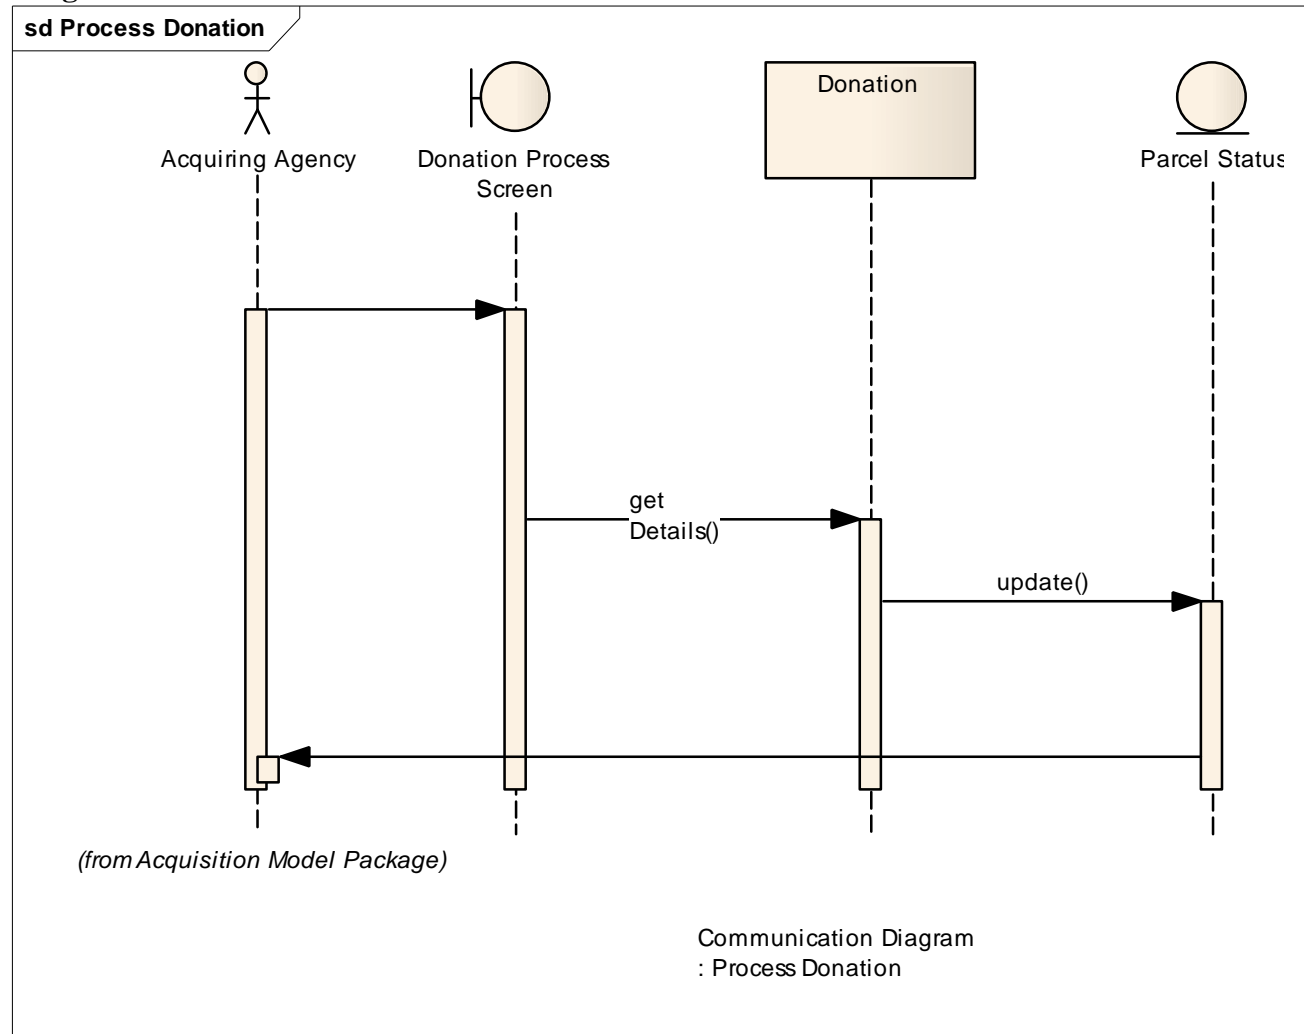 sd Process Donation
Acquiring Agency
Donation Process
Screen
Donation
Parcel Status
get
Details()
update()
(from Acquisition Model Package)
Communication Diagram
: Process Donation